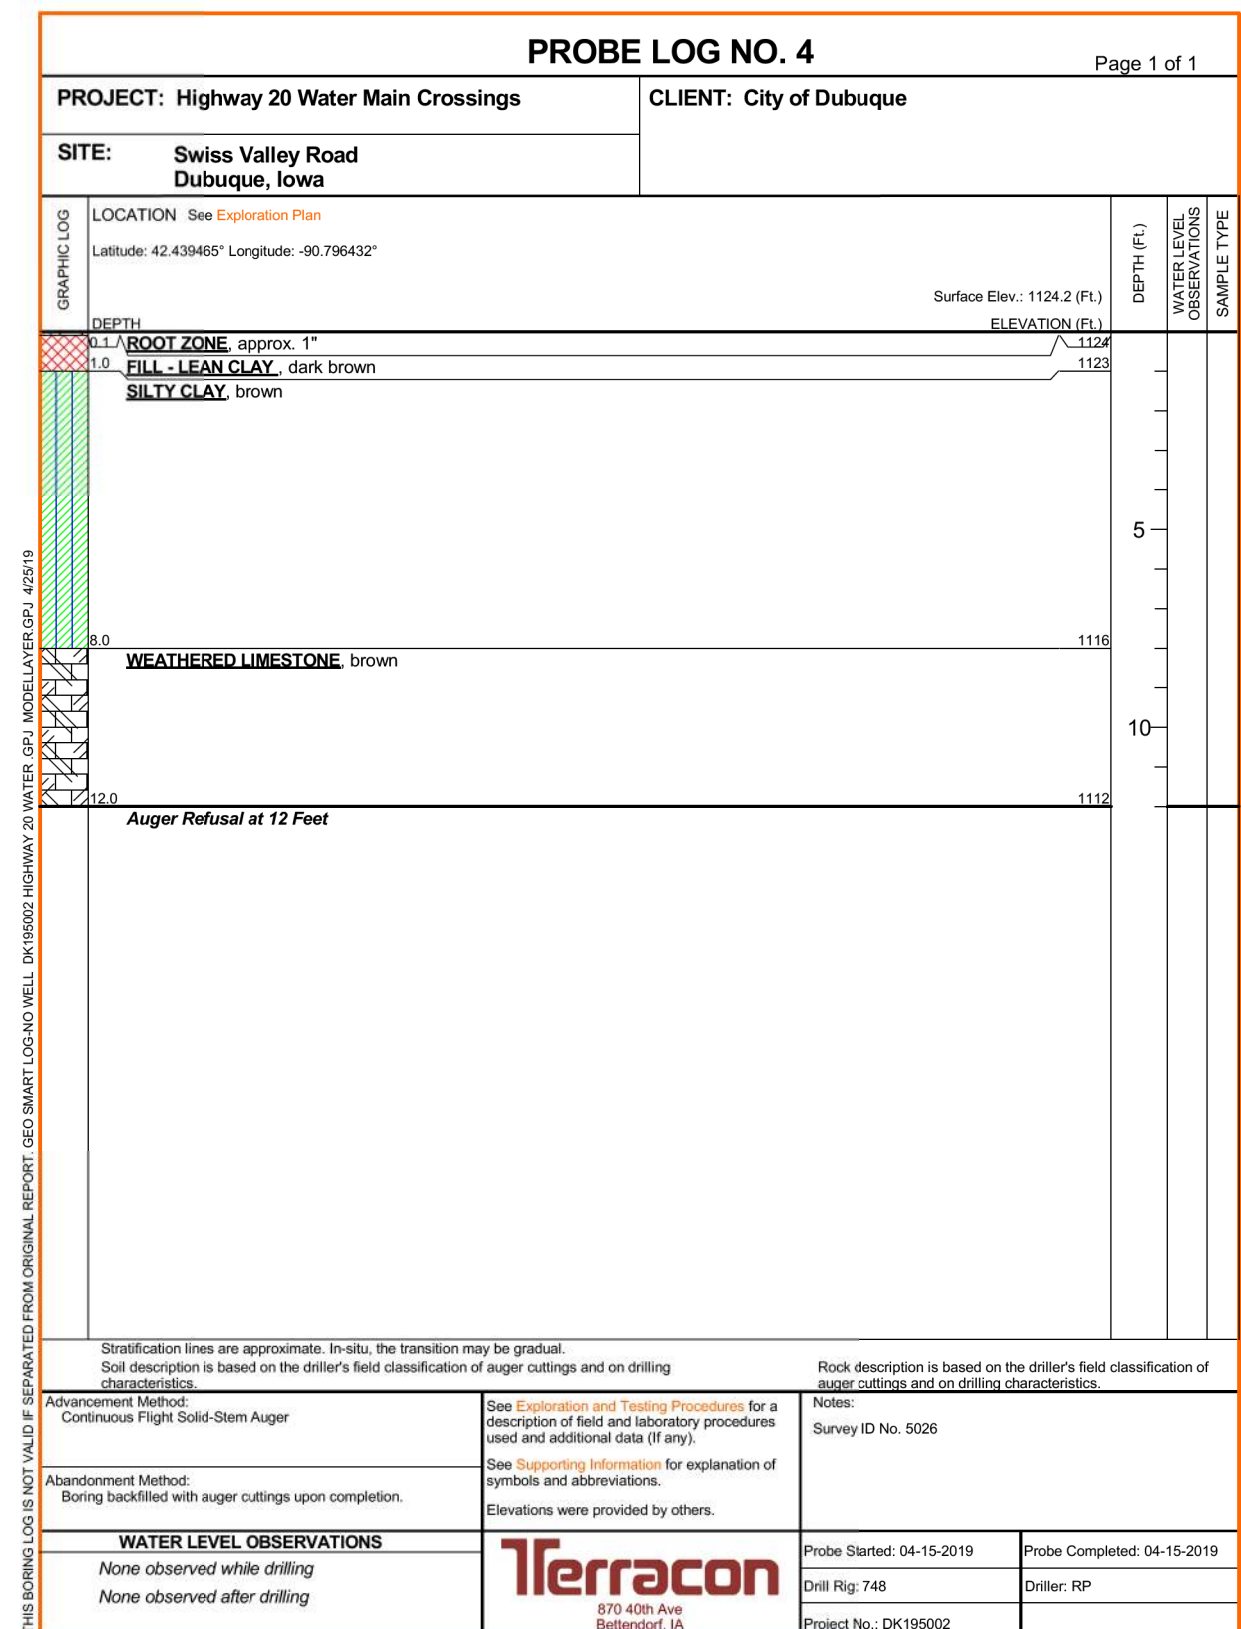 PROBE LOG NO. 4
Page 1 of 1
PROJECT: Highway 20 Water Main Crossings
CLIENT: City of Dubuque
SITE: Swiss Valley Road
Dubuque, Iowa
GRAPHIC LOG
LOCATION See Exploration Plan
Latitude: 42.439465° Longitude: -90.796432°
Surface Elev.: 1124.2 (Ft.)
DEPTH
ELEVATION (Ft.)
DEPTH (Ft.)
WATER LEVEL
OBSERVATIONS
SAMPLE TYPE
0.1 ROOT ZONE, approx. 1" 1124
1.0 FILL - LEAN CLAY , dark brown 1123
SILTY CLAY, brown
5
8.0 1116
WEATHERED LIMESTONE, brown
10
12.0 1112
Auger Refusal at 12 Feet
THIS BORING LOG IS NOT VALID IF SEPARATED FROM ORIGINAL REPORT. GEO SMART LOG-NO WELL DK195002 HIGHWAY 20 WATER .GPJ MODELLAYER.GPJ 4/25/19
Stratification lines are approximate. In-situ, the transition may be gradual.
Soil description is based on the driller's field classification of auger cuttings and on drilling
characteristics.
Rock description is based on the driller's field classification of
auger cuttings and on drilling characteristics.
Advancement Method:
Continuous Flight Solid-Stem Auger
Abandonment Method:
Boring backfilled with auger cuttings upon completion.
See Exploration and Testing Procedures for a
description of field and laboratory procedures
used and additional data (If any).
See Supporting Information for explanation of
symbols and abbreviations.
Elevations were provided by others.
Notes:
Survey ID No. 5026
WATER LEVEL OBSERVATIONS
None observed while drilling
None observed after drilling
Terracon
870 40th Ave
Bettendorf, IA
Probe Started: 04-15-2019
Probe Completed: 04-15-2019
Drill Rig: 748
Driller: RP
Project No.: DK195002